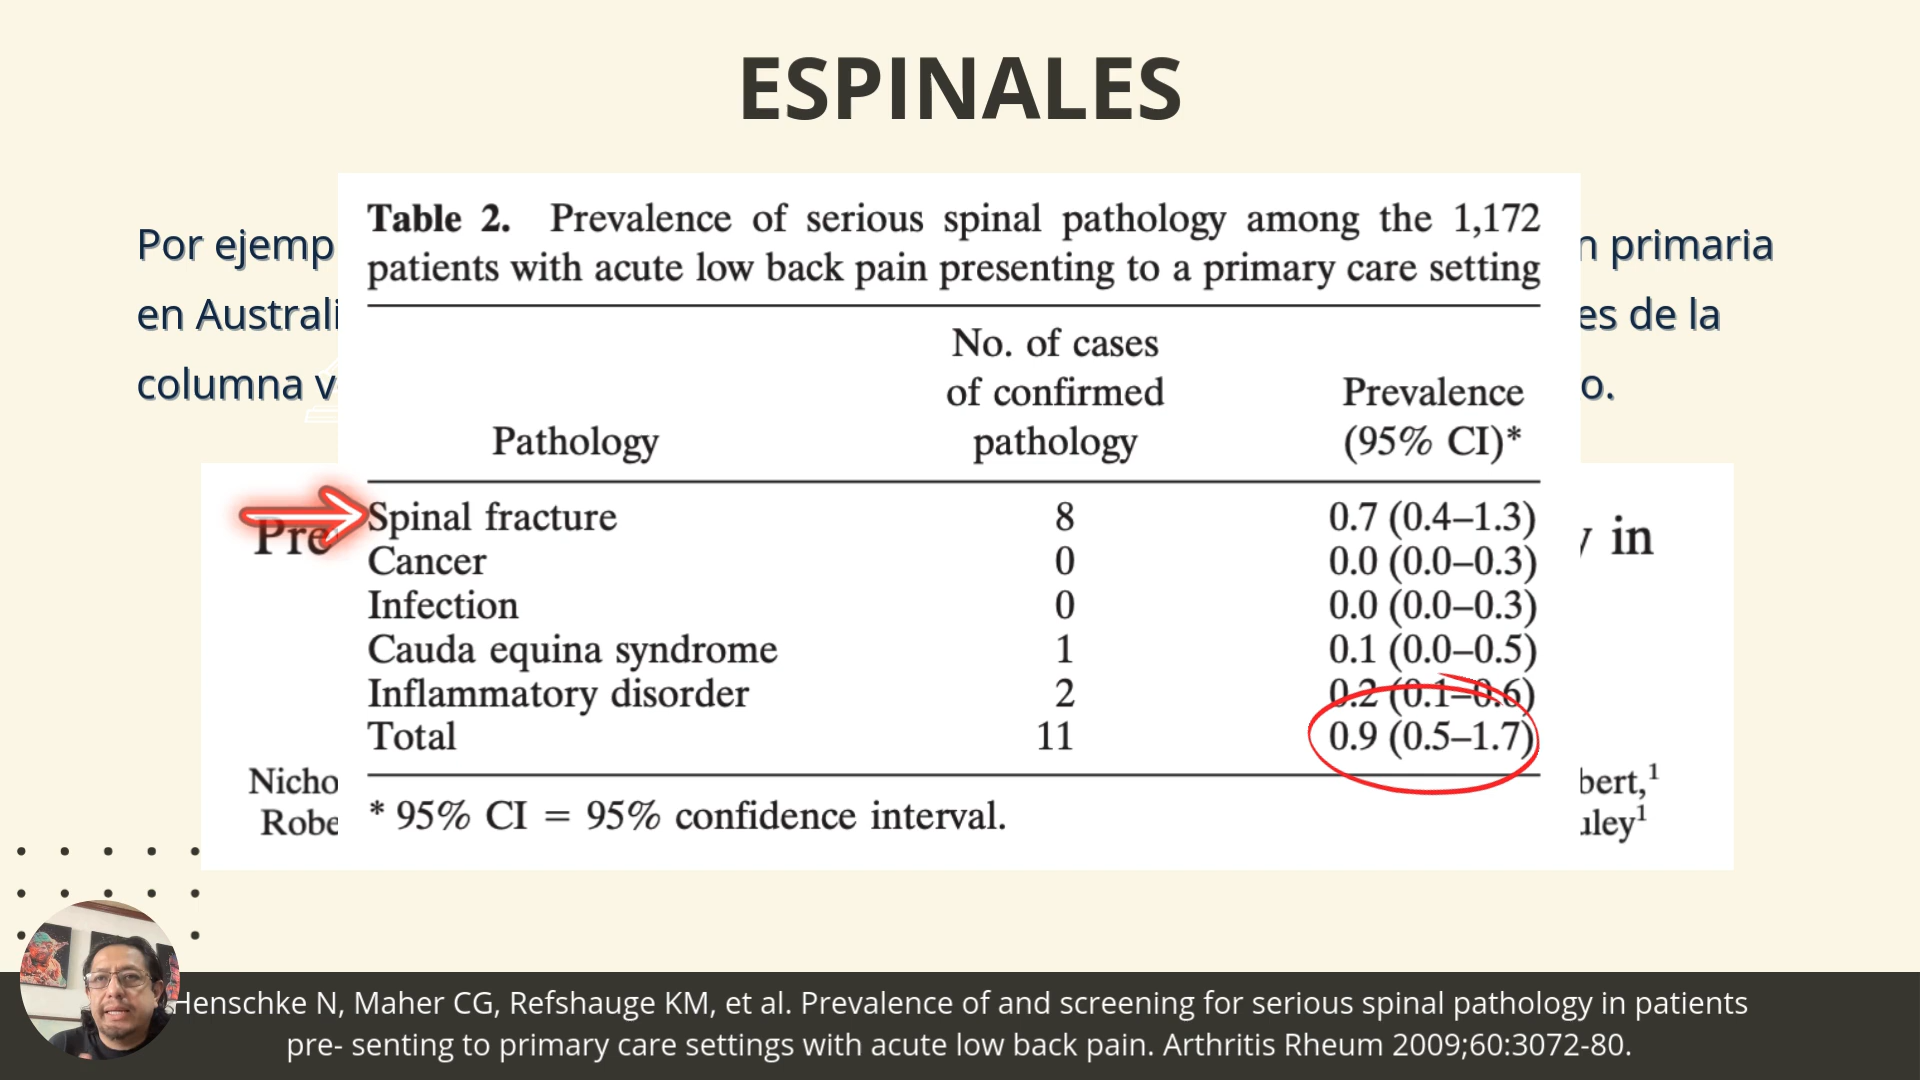 ESPINALES
Table 2. Prevalence of serious spinal pathology among the 1,172
patients with acute low back pain presenting to a primary care setting
Por ejemp
n primaria
en Australi
es de la
columna v
o.
No. of cases
of confirmed
pathology
Prevalence
(95% CI)*
Pathology
Pre
y in
Spinal fracture 8 0.7 (0.4–1.3)
Cancer 0 0.0 (0.0–0.3)
Infection 0 0.0 (0.0–0.3)
Cauda equina syndrome 1 0.1 (0.0–0.5)
Inflammatory disorder 2 0.2 (0.1–0.6)
Total 11 0.9 (0.5–1.7)
* 95% CI = 95% confidence interval.
Nicho
bert,1
Robe
uley1
Henschke N, Maher CG, Refshauge KM, et al. Prevalence of and screening for serious spinal pathology in patients
pre- senting to primary care settings with acute low back pain. Arthritis Rheum 2009;60:3072-80.